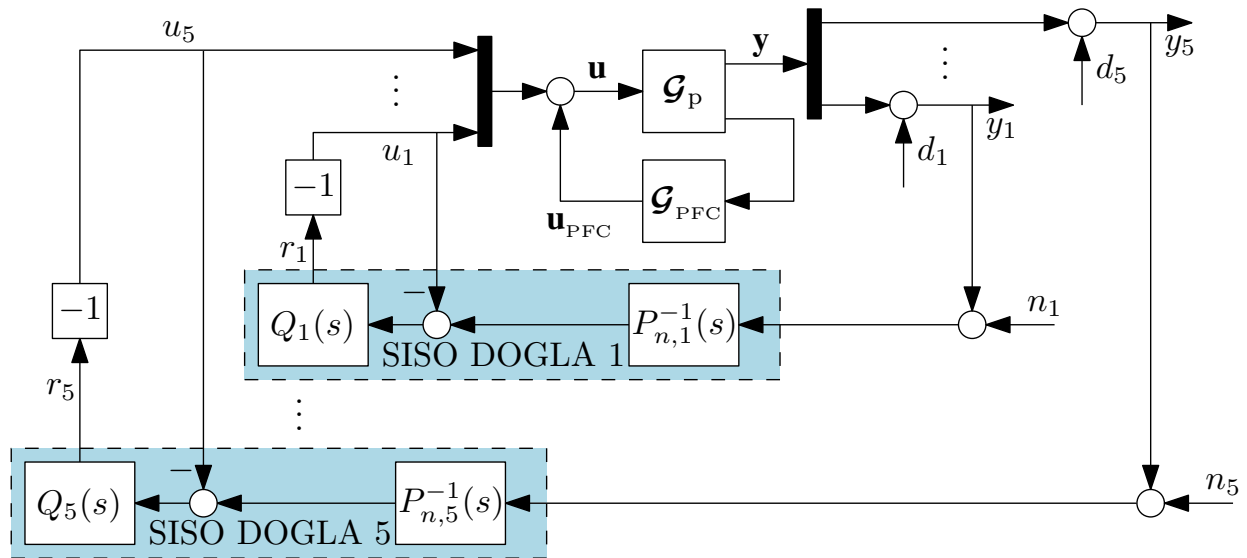 u₅
y
y₅
⋮
u
𝓖ₚ
⋮
d₅
u₁
y₁
−1
d₁
𝓖_PFC
u_PFC
r₁
−
n₁
−1
Q₁(s)
P_{n,1}^{−1}(s)
SISO DOGLA 1
r₅
⋮
−
n₅
Q₅(s)
P_{n,5}^{−1}(s)
SISO DOGLA 5